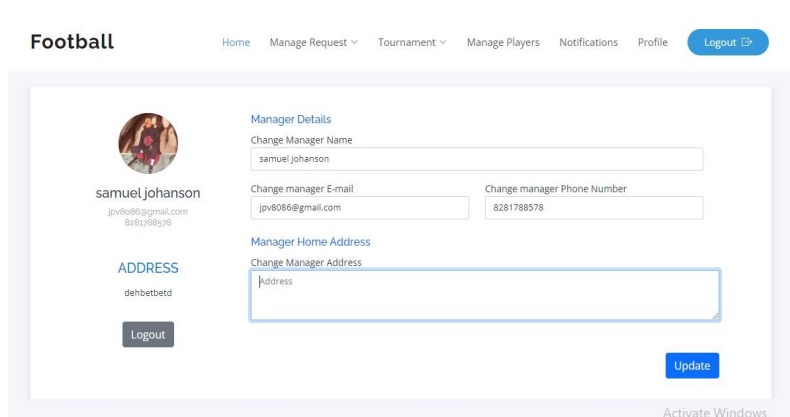 Football
Home Manage Request Tournament Manage Players Notifications Profile Logout
Manager Details
Change Manager Name
samuel johanson
samuel johanson
jpv8086@gmail.com
8281788578
Change manager E-mail Change manager Phone Number
jpv8086@gmail.com 8281788578
Manager Home Address
Change Manager Address
Address
ADDRESS
dehbetbetd
Logout
Update
Activate Windows